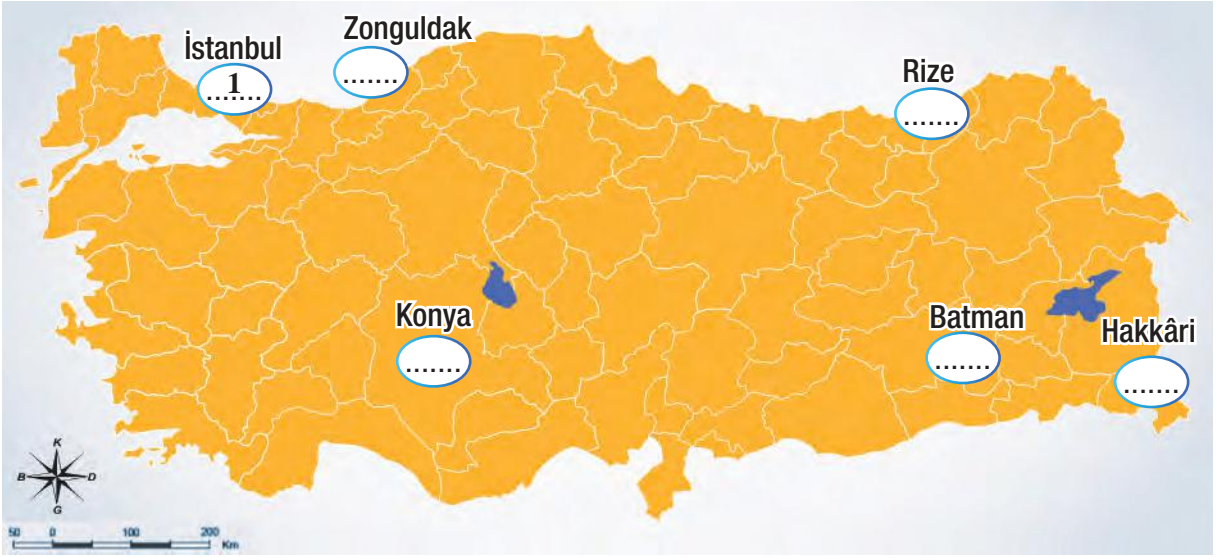 İstanbul
1
.......
Zonguldak
.......
Rize
.......
Konya
.......
Batman
.......
Hakkâri
.......
K
B
D
G
50 0 100 200
Km